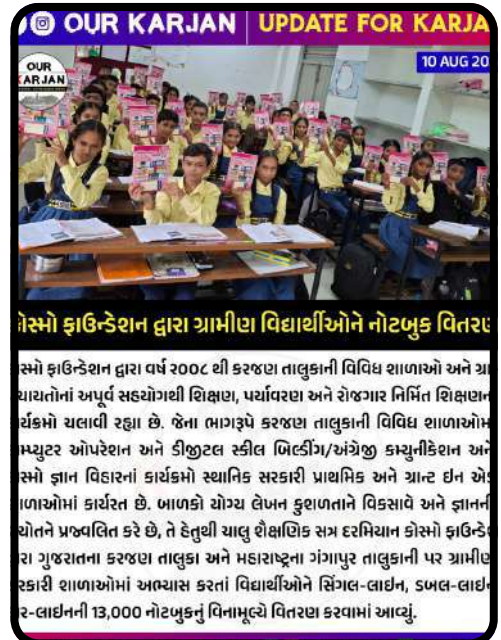 OUR KARJAN UPDATE FOR KARJA
10 AUG 20
OUR
KARJAN
કોસ્મો ફાઉન્ડેશન દ્વારા ગ્રામીણ વિદ્યાર્થીઓને નોટબુક વિતરણ
સ્મો ફાઉન્ડેશન દ્વારા વર્ષ ૨૦૦૮ થી કરજણ તાલુકાની વિવિધ શાળાઓ અને ગ્રા
ચાયતોનાં અપૂર્વ સહયોગથી શિક્ષણ, પર્યાવરણ અને રોજગાર નિર્મિત શિક્ષણન
ર્યક્રમો ચલાવી રહ્યા છે. જેના ભાગરૂપે કરજણ તાલુકાની વિવિધ શાળાઓમ
મ્પ્યુટર ઓપરેશન અને ડીજીટલ સ્કીલ બિલ્ડીંગ/અંગ્રેજી કમ્યુનીકેશન અને
સ્મો જ્ઞાન વિહારનાં કાર્યક્રમો સ્થાનિક સરકારી પ્રાથમિક અને ગ્રાન્ટ ઇન એડ
ળાઓમાં કાર્યરત છે. બાળકો યોગ્ય લેખન કુશળતાને વિકસાવે અને જ્ઞાનની
યોતને પ્રજ્વલિત કરે છે, તે હેતુથી ચાલુ શૈક્ષણિક સત્ર દરમિયાન કોસ્મો ફાઉન્ડે
રા ગુજરાતના કરજણ તાલુકા અને મહારાષ્ટ્રના ગંગાપુર તાલુકાની પર ગ્રામીણ
રકારી શાળાઓમાં અભ્યાસ કરતાં વિદ્યાર્થીઓને સિંગલ-લાઇન, ડબલ-લાઇ
ર-લાઇનની 13,000 નોટબુકનું વિનામૂલ્યે વિતરણ કરવામાં આવ્યું.